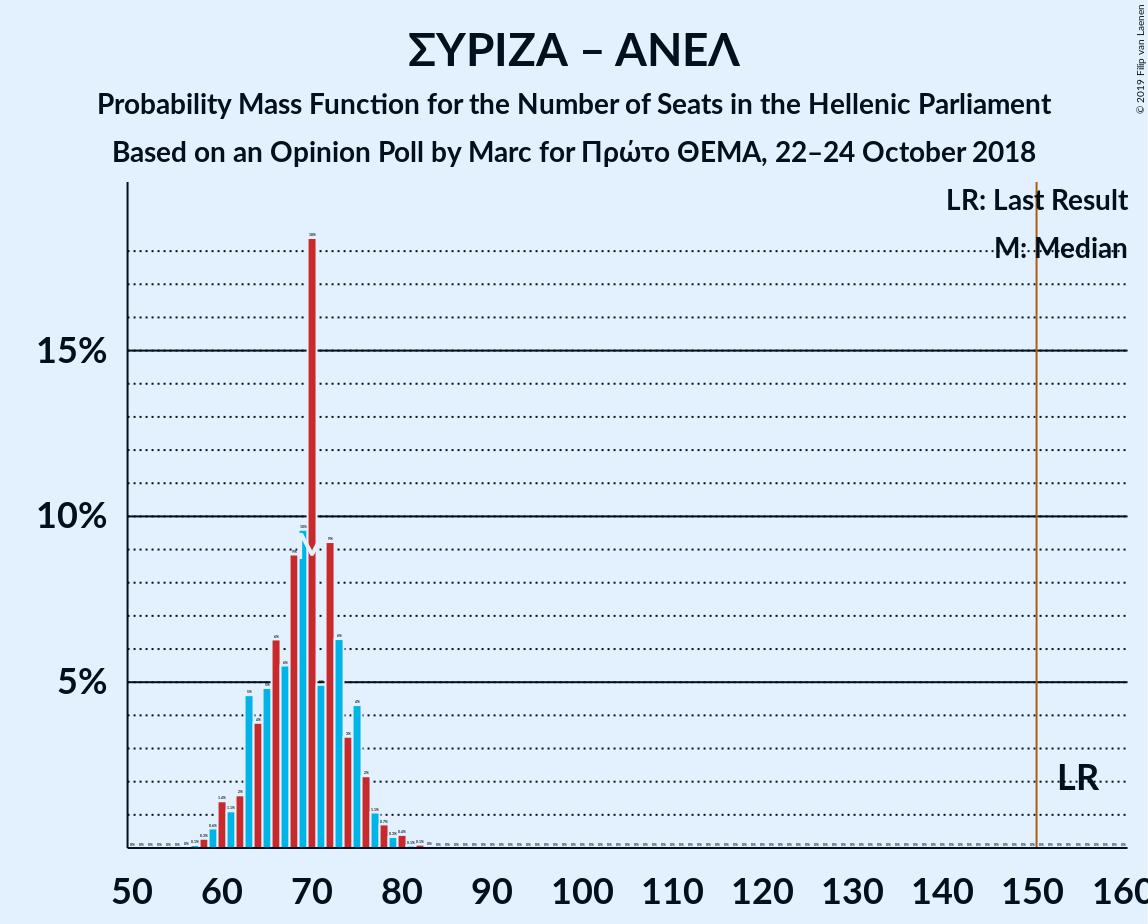 ΣΥΡΙΖΑ – ΑΝΕΛ
Probability Mass Function for the Number of Seats in the Hellenic Parliament
Based on an Opinion Poll by Marc for Πρώτο ΘΕΜΑ, 22–24 October 2018
© 2019 Filip van Laenen
LR: Last Result
M: Median
15%
10%
5%
M
LR
50 60 70 80 90 100 110 120 130 140 150 160